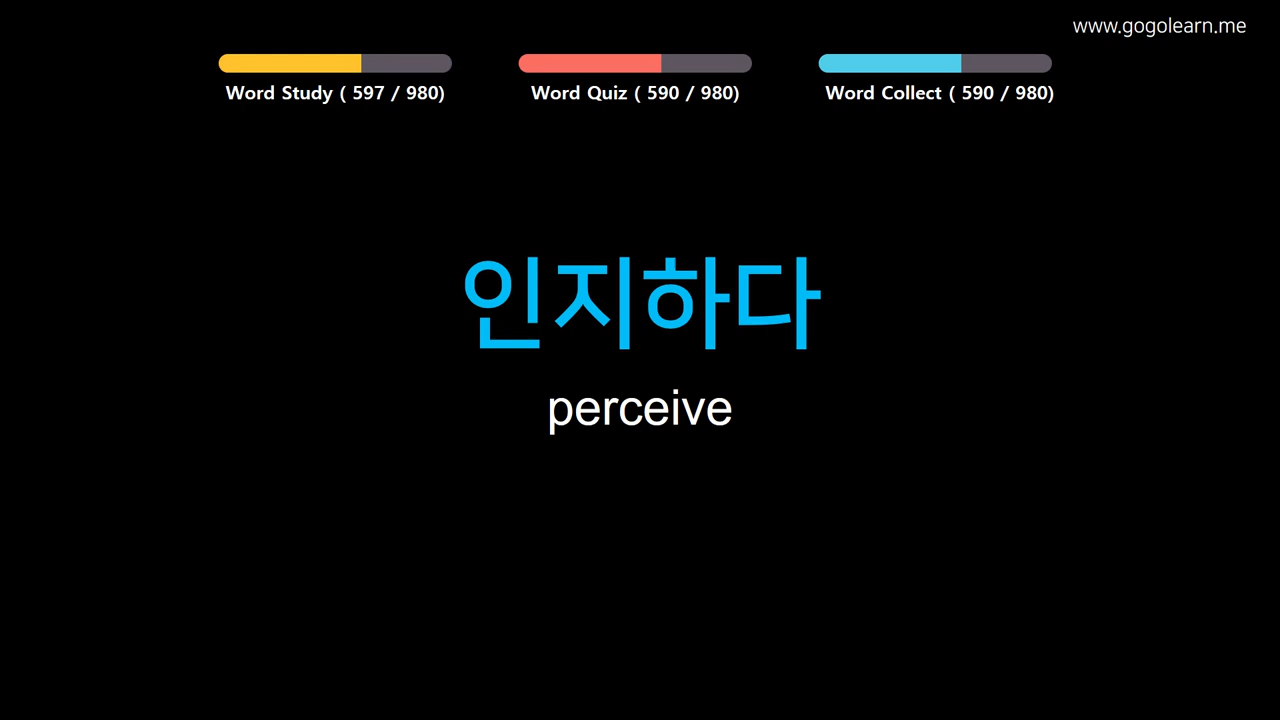 www.gogolearn.me
Word Study ( 597 / 980)
Word Quiz ( 590 / 980)
Word Collect ( 590 / 980)
인지하다
perceive